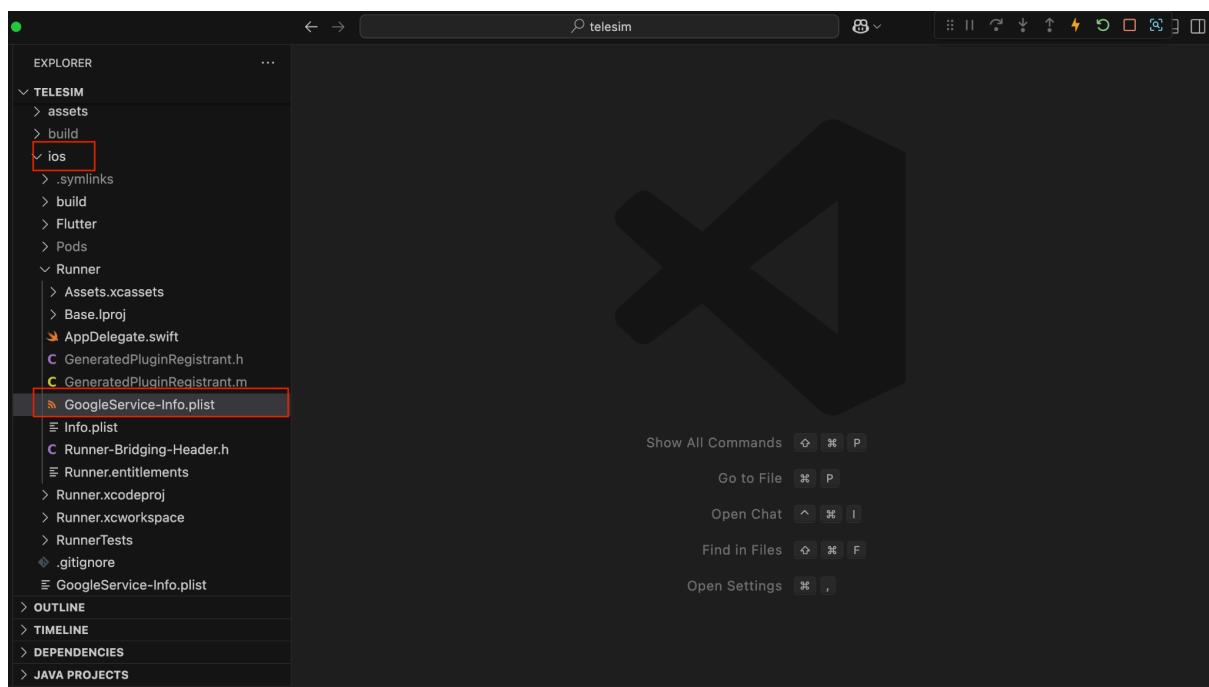 telesim
EXPLORER
TELESIM
assets
build
ios
.symlinks
build
Flutter
Pods
Runner
Assets.xcassets
Base.lproj
AppDelegate.swift
C GeneratedPluginRegistrant.h
C GeneratedPluginRegistrant.m
GoogleService-Info.plist
Info.plist
C Runner-Bridging-Header.h
Runner.entitlements
Runner.xcodeproj
Runner.xcworkspace
RunnerTests
.gitignore
GoogleService-Info.plist
OUTLINE
TIMELINE
DEPENDENCIES
JAVA PROJECTS
Show All Commands ⇧ ⌘ P
Go to File ⌘ P
Open Chat ^ ⌘ I
Find in Files ⇧ ⌘ F
Open Settings ⌘ ,